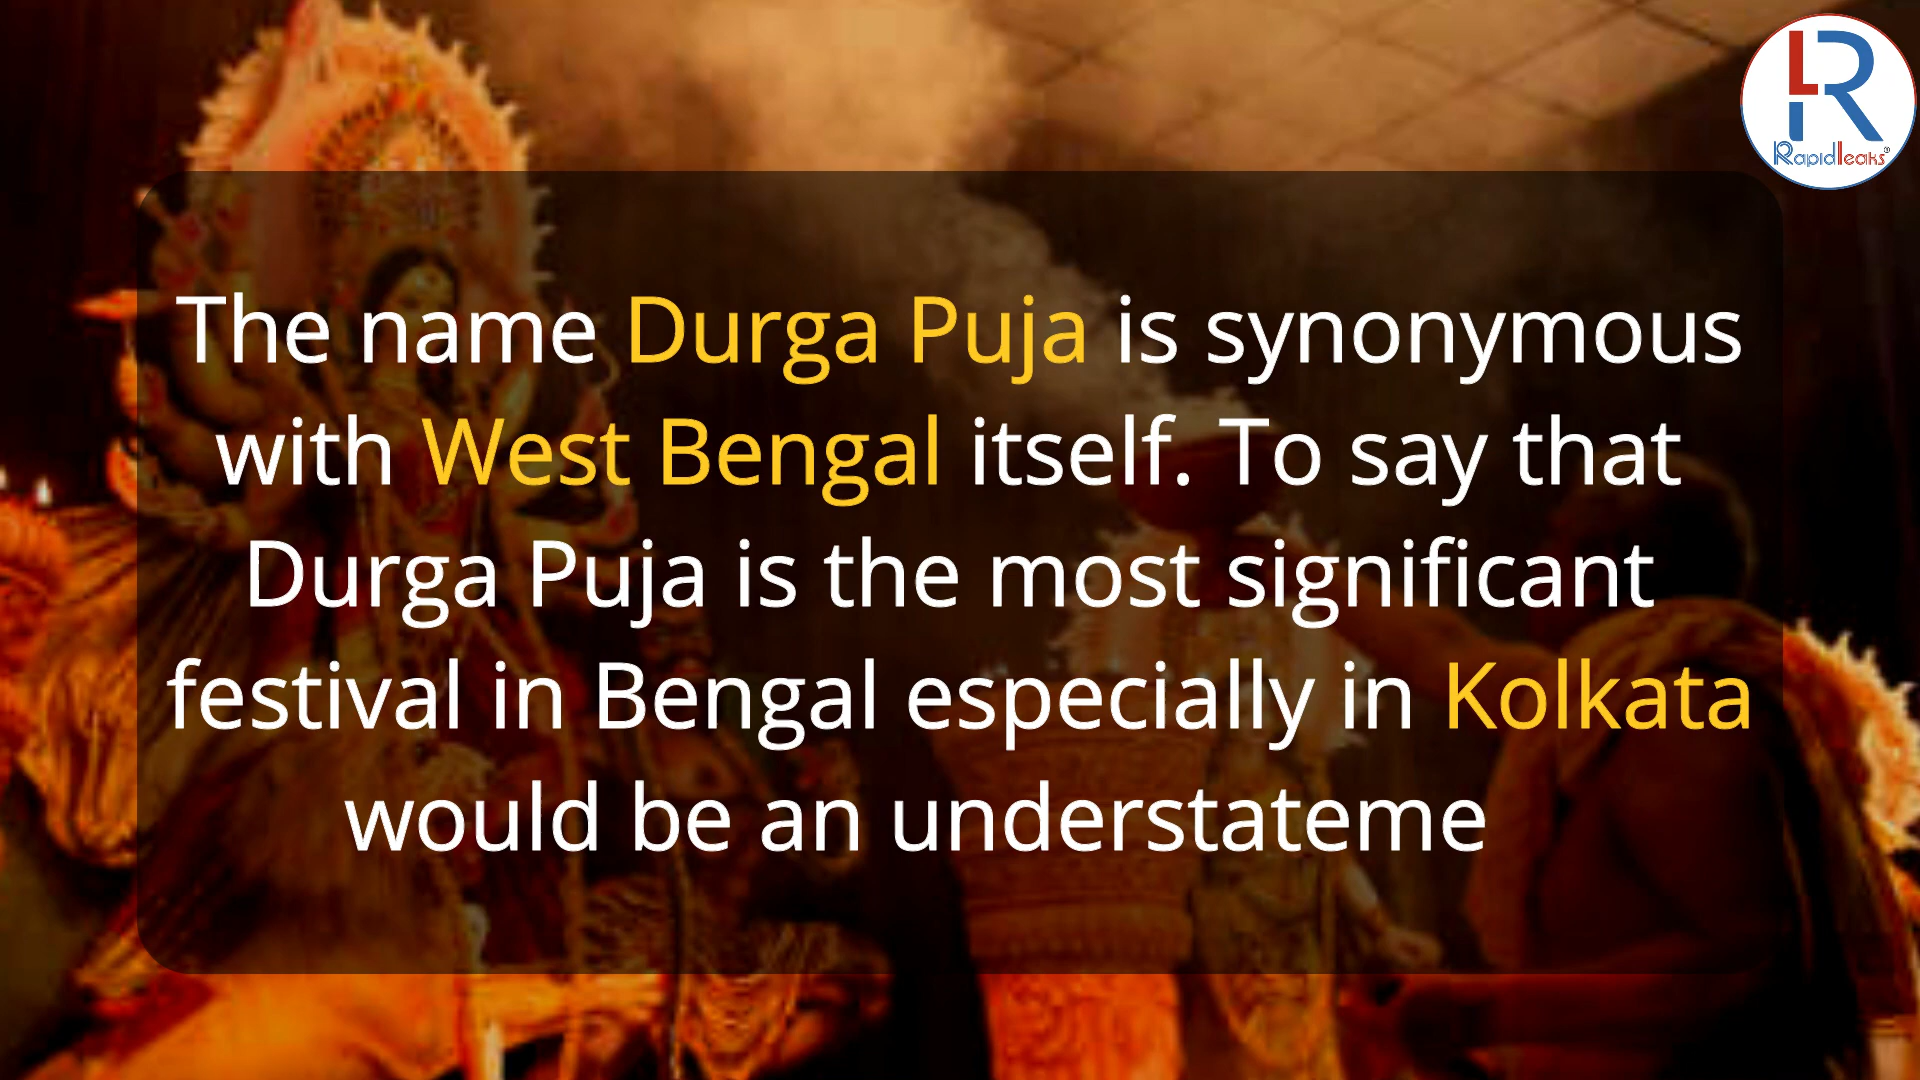 The name Durga Puja is synonymous
with West Bengal itself. To say that
Durga Puja is the most significant
festival in Bengal especially in Kolkata
would be an understateme
R
Rapidleaks®